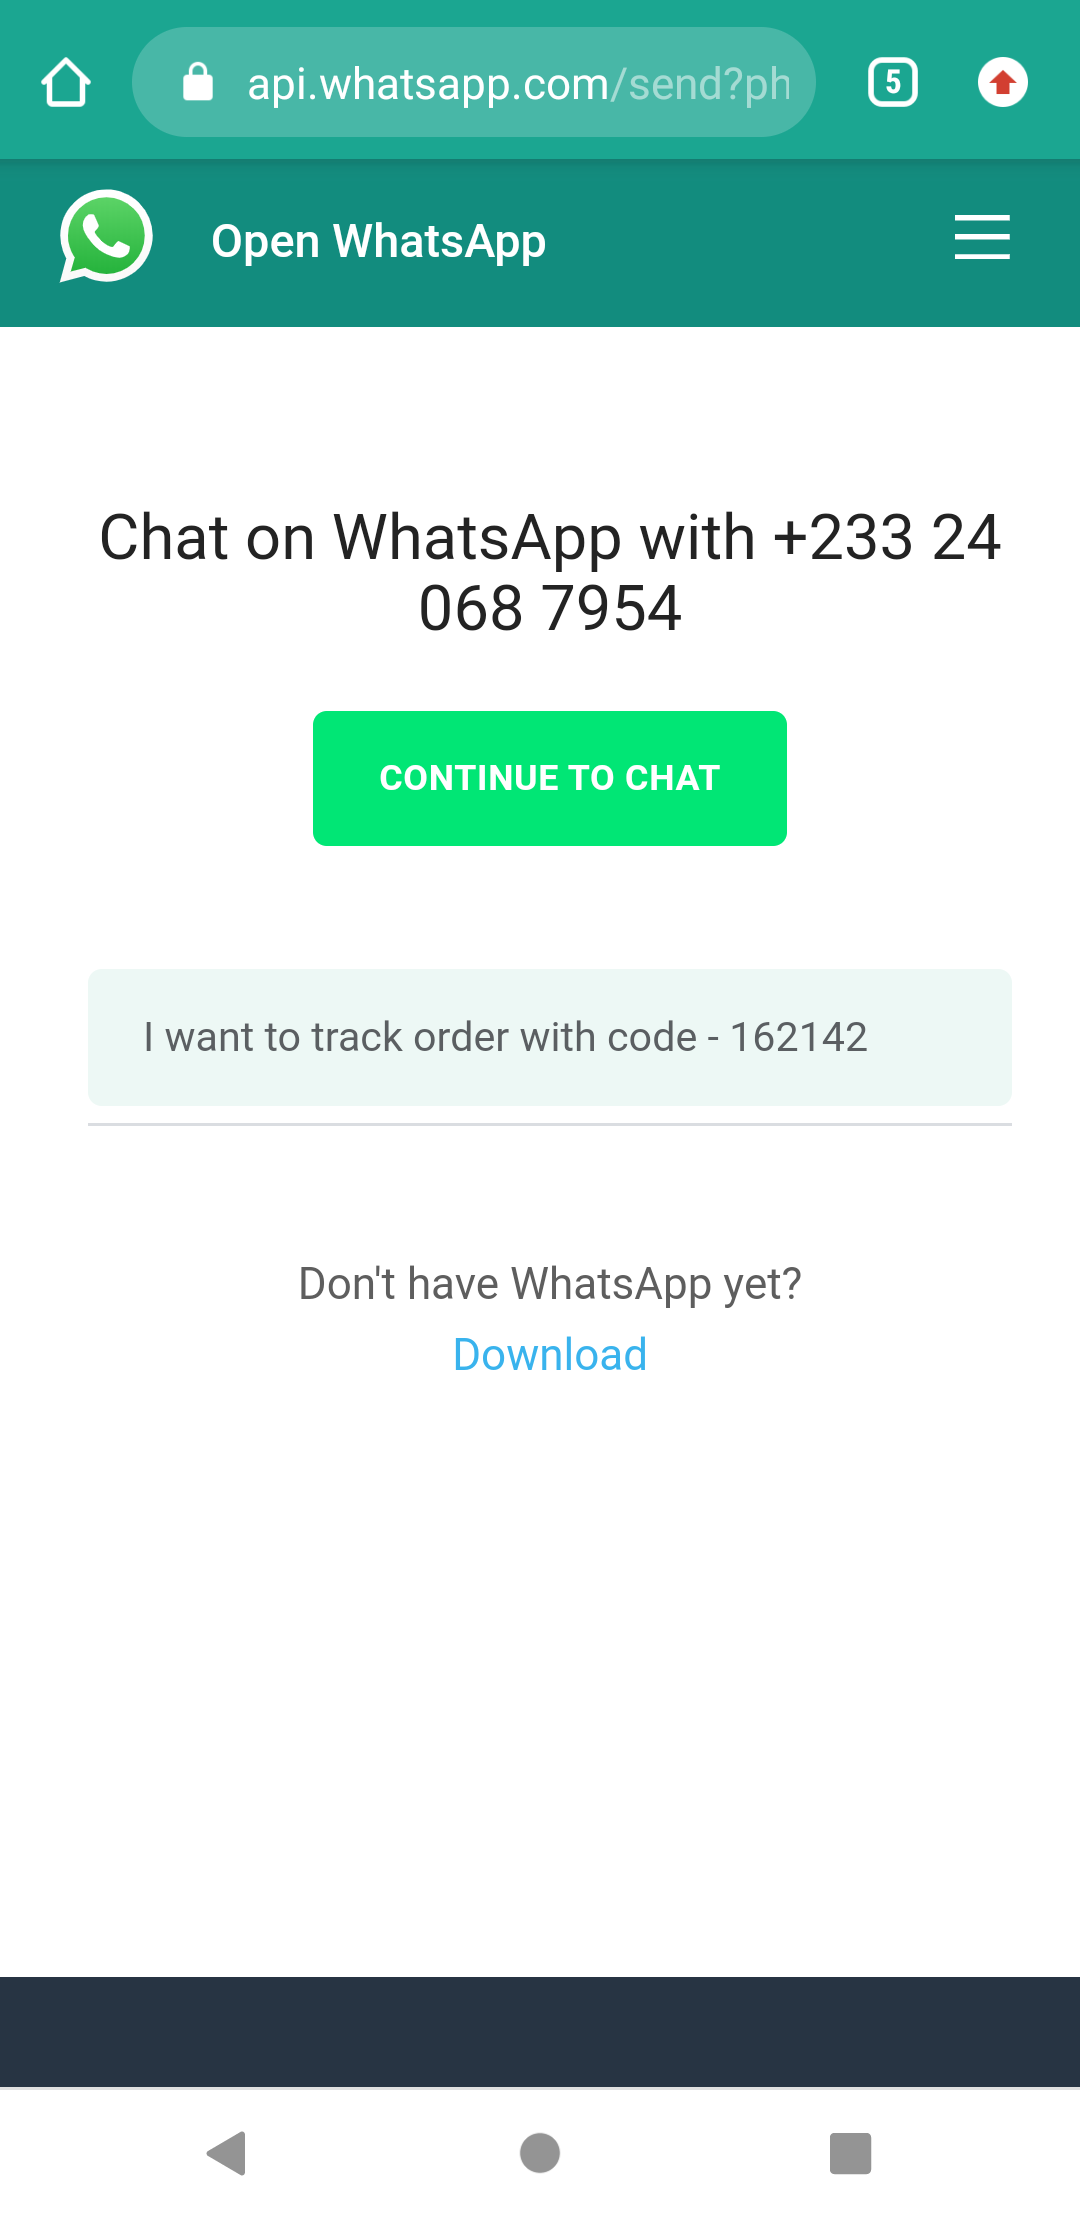 api.whatsapp.com/send?ph
5
Open WhatsApp
Chat on WhatsApp with +233 24
068 7954
CONTINUE TO CHAT
I want to track order with code - 162142
Don't have WhatsApp yet?
Download